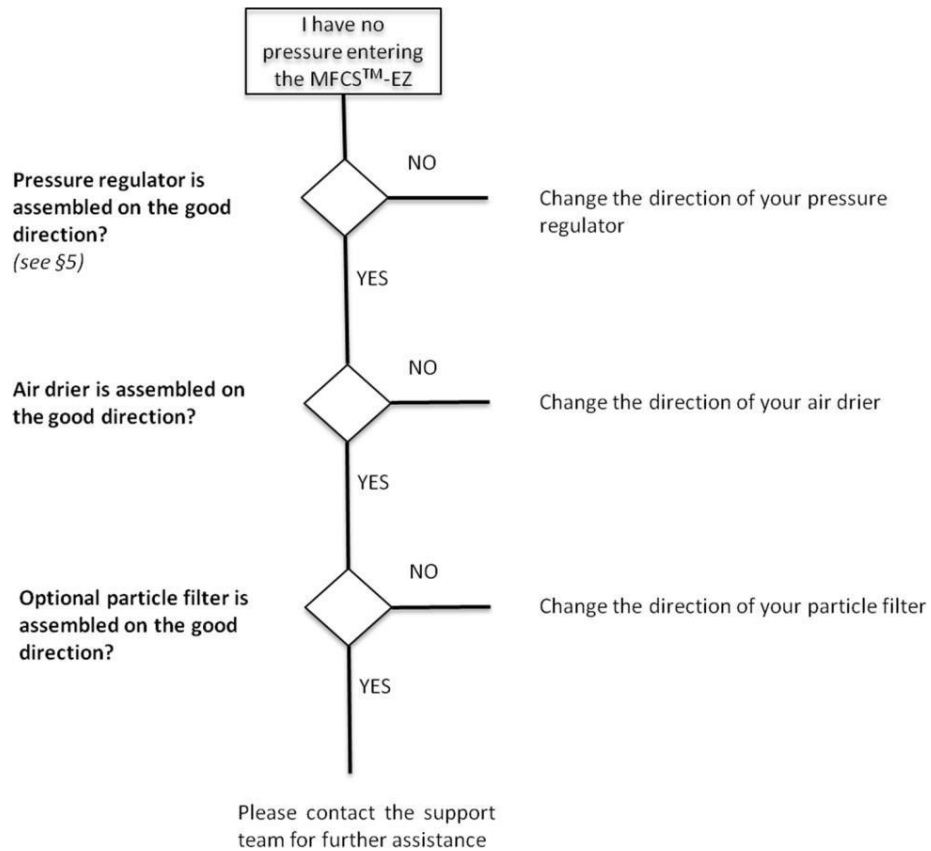 I have no
pressure entering
the MFCS™-EZ
NO
Pressure regulator is
assembled on the good
direction?
(see §5)
Change the direction of your pressure
regulator
YES
NO
Air drier is assembled on
the good direction?
Change the direction of your air drier
YES
NO
Optional particle filter is
assembled on the good
direction?
Change the direction of your particle filter
YES
Please contact the support
team for further assistance